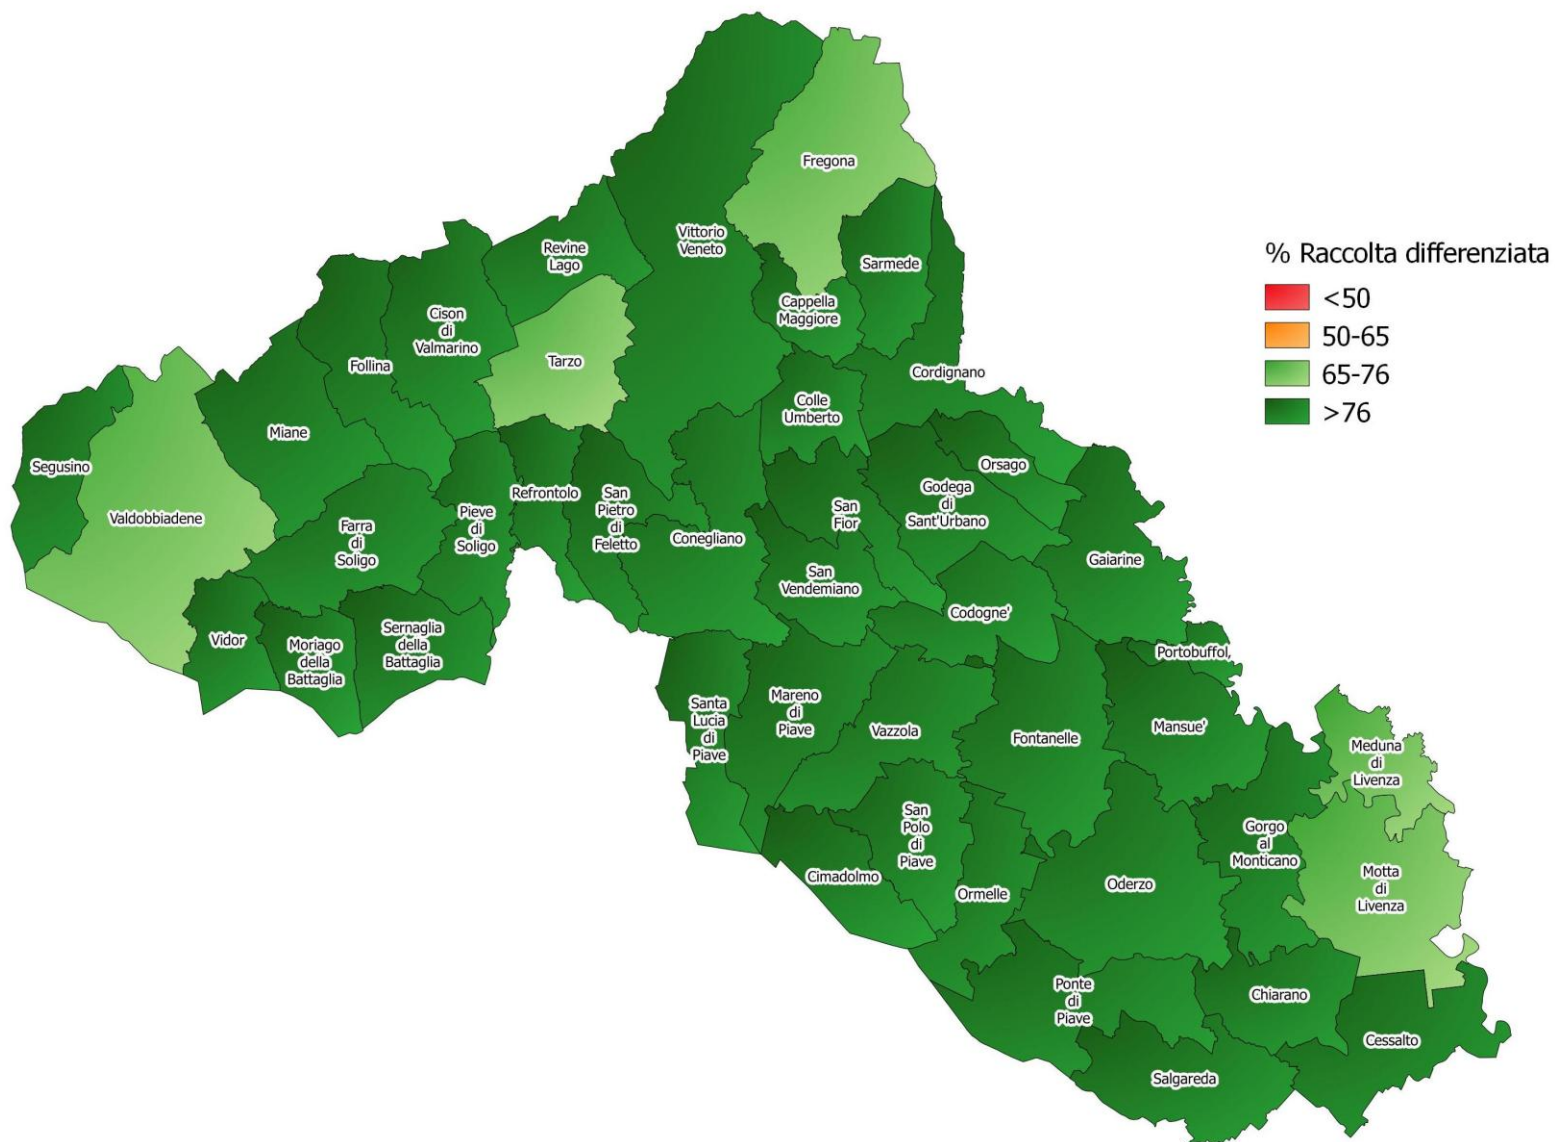 Fregona
Vittorio
Veneto
Revine
Lago
Sarmede
% Raccolta differenziata
<50
50-65
65-76
>76
Cappella
Maggiore
Cison
di
Valmarino
Tarzo
Follina
Cordignano
Colle
Umberto
Miane
Segusino
Valdobbiadene
Orsago
Godega
di
Sant'Urbano
Refrontolo
San
Pietro
di
Feletto
San
Fior
Pieve
di
Soligo
Farra
di
Soligo
Conegliano
Gaiarine
San
Vendemiano
Codogne'
Vidor
Moriago
della
Battaglia
Sernaglia
della
Battaglia
Portobuffol,
Santa
Lucia
di
Piave
Mareno
di
Piave
Vazzola
Fontanelle
Mansue'
Meduna
di
Livenza
San
Polo
di
Piave
Gorgo
al
Monticano
Cimadolmo
Ormelle
Oderzo
Motta
di
Livenza
Ponte
di
Piave
Chiarano
Cessalto
Salgareda